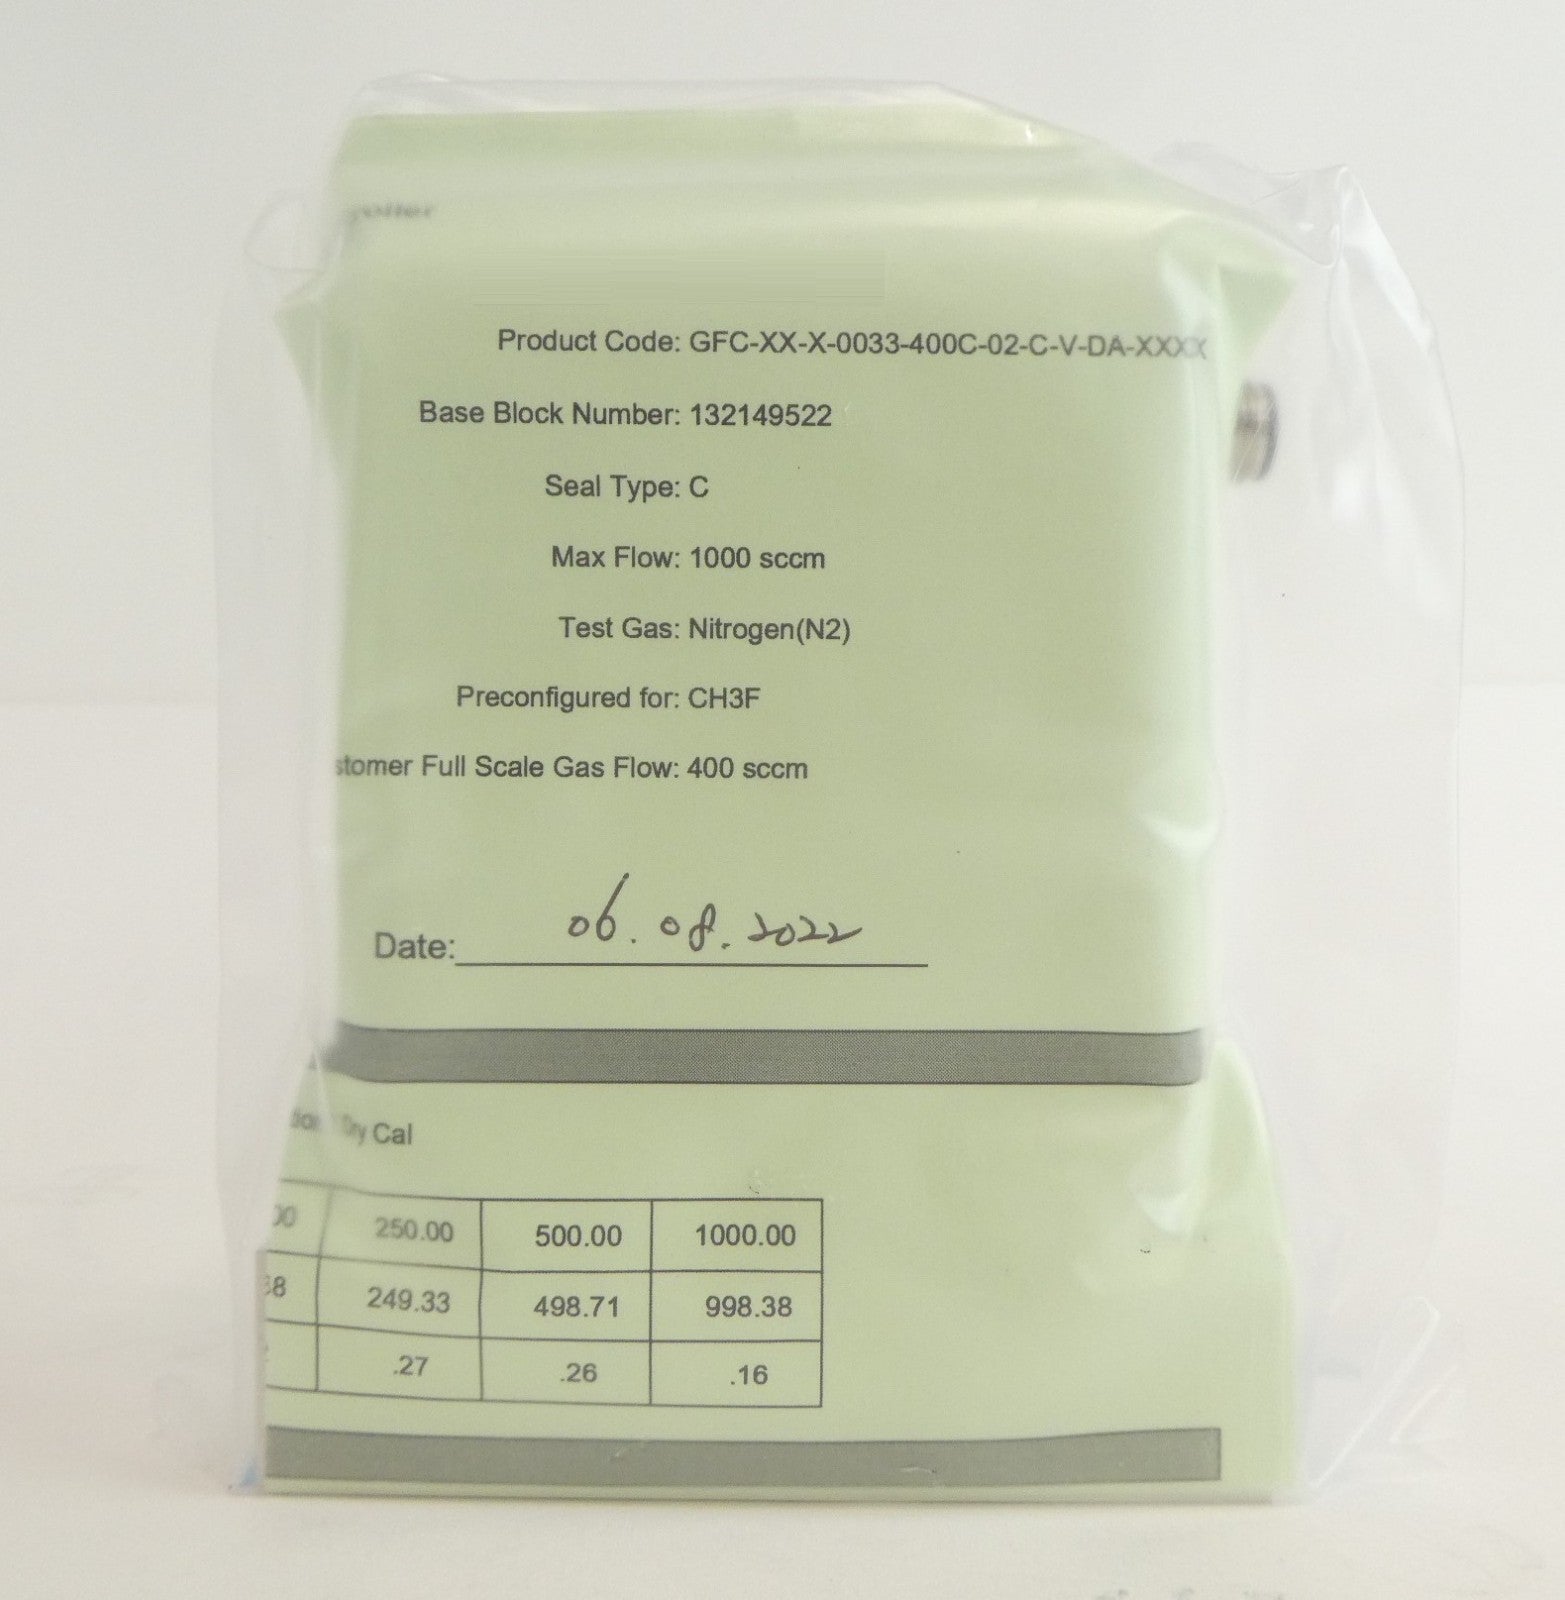 Product Code: GFC-XX-X-0033-400C-02-C-V-DA-XXXX
Base Block Number: 132149522
Seal Type: C
Max Flow: 1000 sccm
Test Gas: Nitrogen(N2)
Preconfigured for: CH3F
stomer Full Scale Gas Flow: 400 sccm
Date: 06.08.2022
Dry Cal
250.00 500.00 1000.00
249.33 498.71 998.38
.27 .26 .16